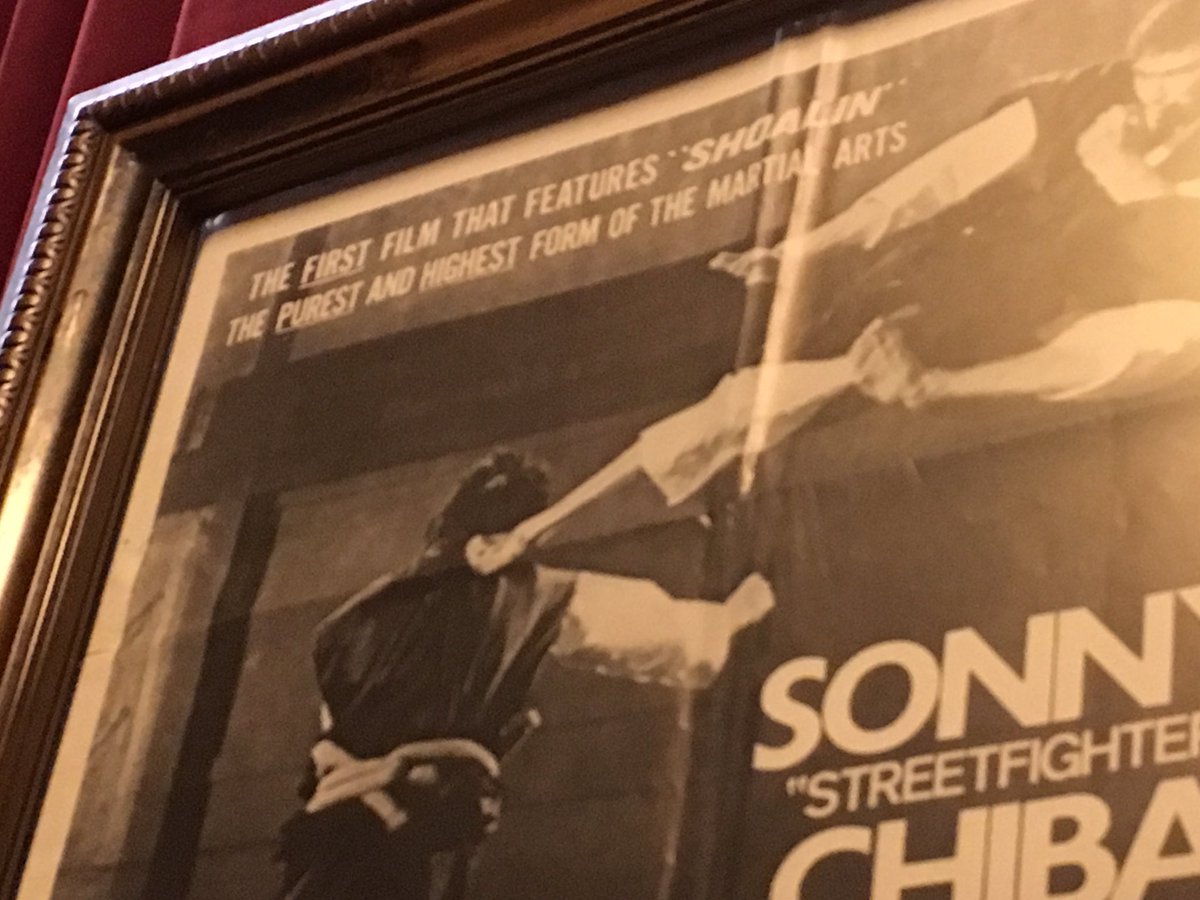 THE FIRST FILM THAT FEATURES "SHOALIN"
THE PUREST AND HIGHEST FORM OF THE MARTIAL ARTS
SONNY
"STREETFIGHTER
CHIBA